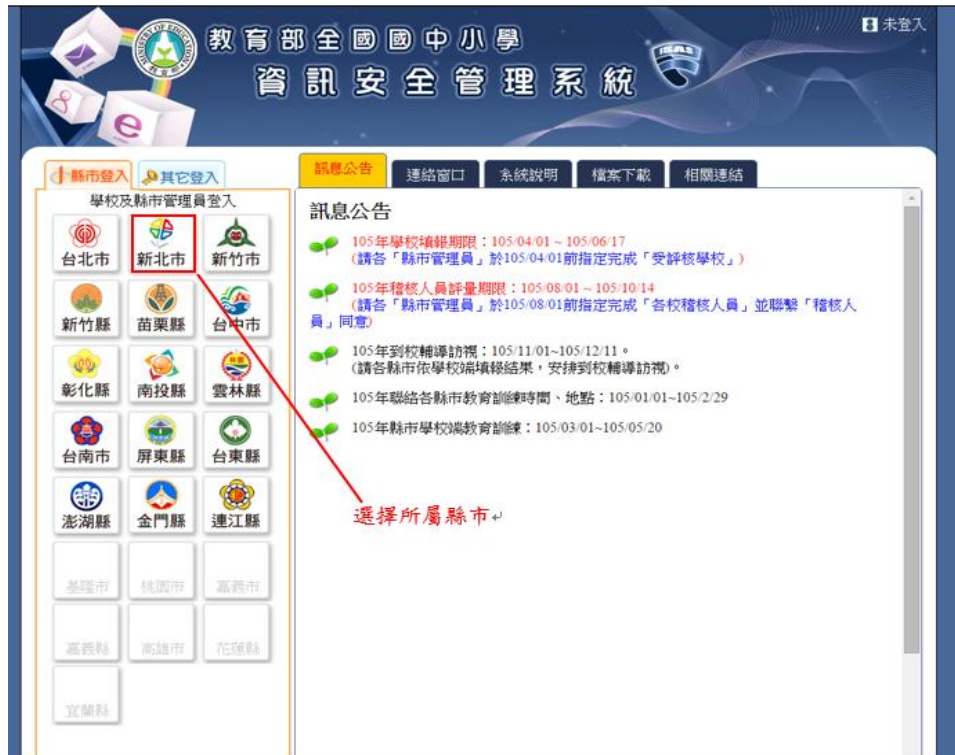 教育部全國國中小學
資訊安全管理系統
ISAS
未登入
MINISTRY OF EDUCATION
縣市登入
其它登入
訊息公告
連絡窗口
系統說明
檔案下載
相關連結
學校及縣市管理員登入
台北市
新北市
新竹市
新竹縣
苗栗縣
台中市
彰化縣
南投縣
雲林縣
台南市
屏東縣
台東縣
澎湖縣
金門縣
連江縣
基隆市
桃園市
嘉義市
嘉義縣
高雄市
花蓮縣
宜蘭縣
訊息公告
105年學校填報期限：105/04/01 ~ 105/06/17
(請各「縣市管理員」於105/04/01前指定完成「受評核學校」)
105年稽核人員評量期限：105/08/01 ~ 105/10/14
(請各「縣市管理員」於105/08/01前指定完成「各校稽核人員」並聯繫「稽核人
員」同意)
105年到校輔導訪視：105/11/01~105/12/11。
(請各縣市依學校端填報結果，安排到校輔導訪視)。
105年聯絡各縣市教育訓練時間、地點：105/01/01~105/2/29
105年縣市學校端教育訓練：105/03/01~105/05/20
選擇所屬縣市↵